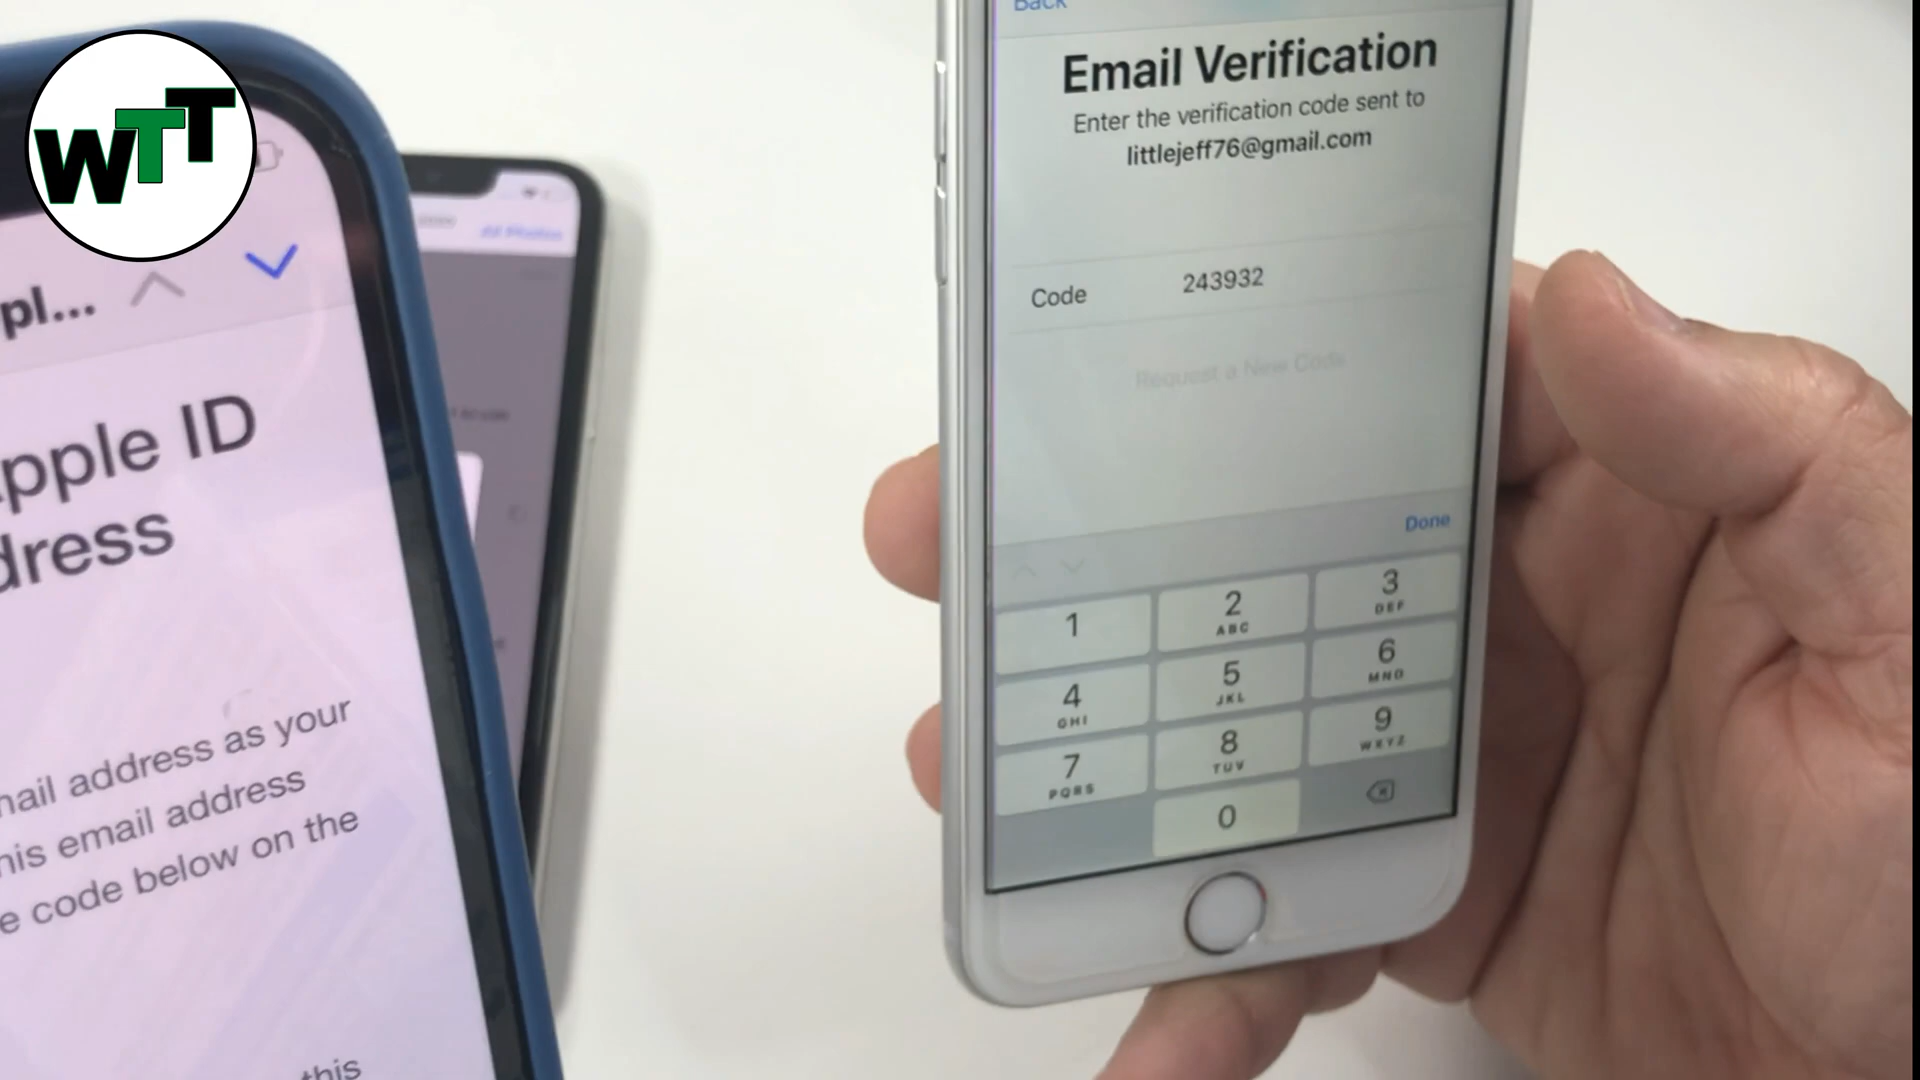 WTT
pl...
pple ID
dress
mail address as your
his email address
e code below on the
this
Back
Email Verification
Enter the verification code sent to
littlejeff76@gmail.com
Code 243932
Request a New Code
Done
1 2 ABC 3 DEF
4 GHI 5 JKL 6 MNO
7 PQRS 8 TUV 9 WXYZ
0